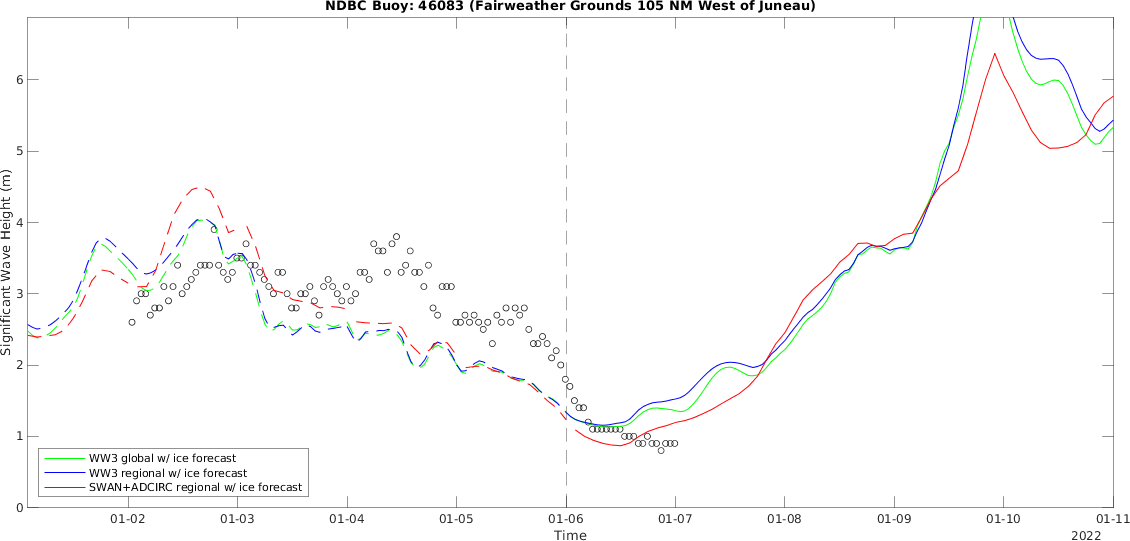 NDBC Buoy: 46083 (Fairweather Grounds 105 NM West of Juneau)
Significant Wave Height (m)
6
5
4
3
2
1
0
WW3 global w/ ice forecast
WW3 regional w/ ice forecast
SWAN+ADCIRC regional w/ ice forecast
01-02 01-03 01-04 01-05 01-06 01-07 01-08 01-09 01-10 01-11
Time
2022